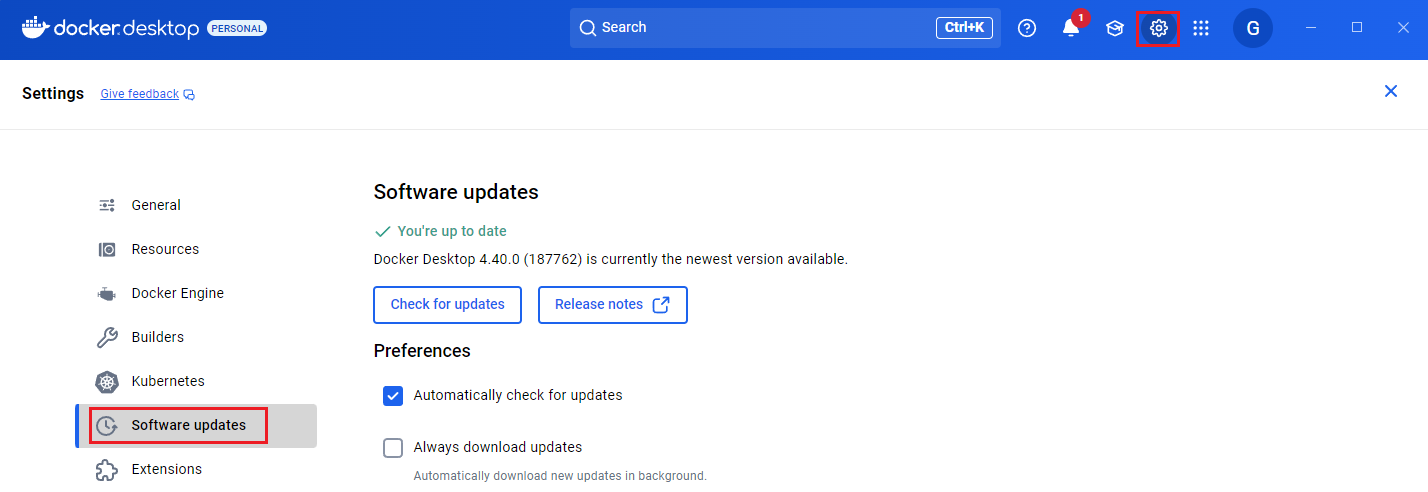 docker.desktop PERSONAL Search Ctrl+K 1 G
Settings Give feedback
General
Resources
Docker Engine
Builders
Kubernetes
Software updates
Extensions
Software updates
You're up to date
Docker Desktop 4.40.0 (187762) is currently the newest version available.
Check for updates Release notes
Preferences
Automatically check for updates
Always download updates
Automatically download new updates in background.